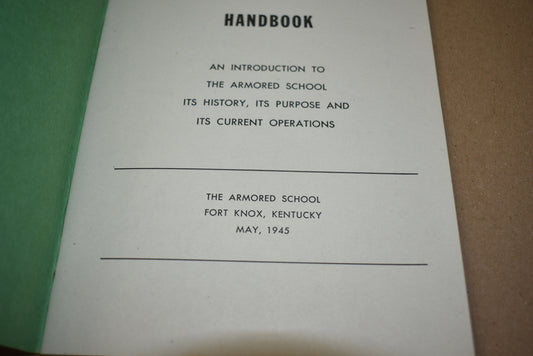 HANDBOOK
AN INTRODUCTION TO
THE ARMORED SCHOOL
ITS HISTORY, ITS PURPOSE AND
ITS CURRENT OPERATIONS
THE ARMORED SCHOOL
FORT KNOX, KENTUCKY
MAY, 1945